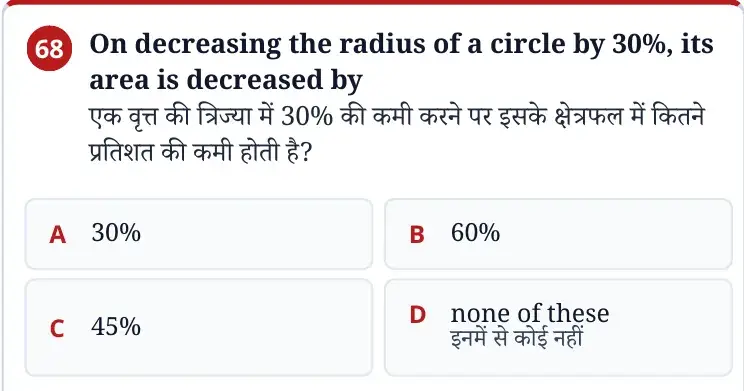 68 On decreasing the radius of a circle by 30%, its
area is decreased by
एक वृत्त की त्रिज्या में 30% की कमी करने पर इसके क्षेत्रफल में कितने
प्रतिशत की कमी होती है?
A 30%
B 60%
C 45%
D none of these
इनमें से कोई नहीं